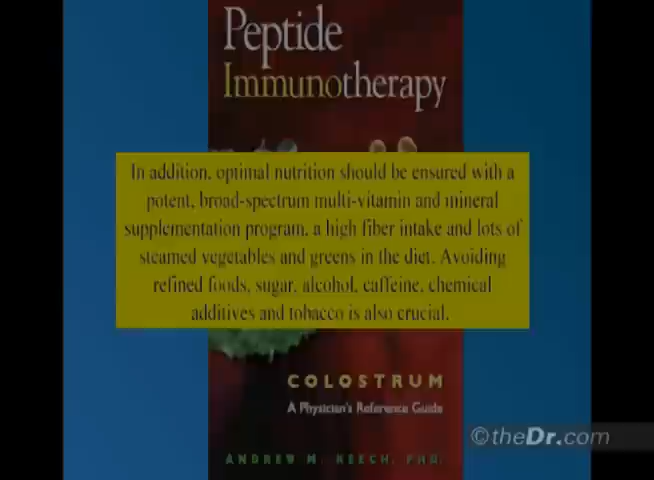 Peptide
Immunotherapy
In addition, optimal nutrition should be ensured with a
potent, broad-spectrum multi-vitamin and mineral
supplementation program, a high fiber intake and lots of
steamed vegetables and greens in the diet. Avoiding
refined foods, sugar, alcohol, caffeine, chemical
additives and tobacco is also crucial.
COLOSTRUM
A Physician's Reference Guide
©theDr.com
ANDREW M. KEECH, PHD.